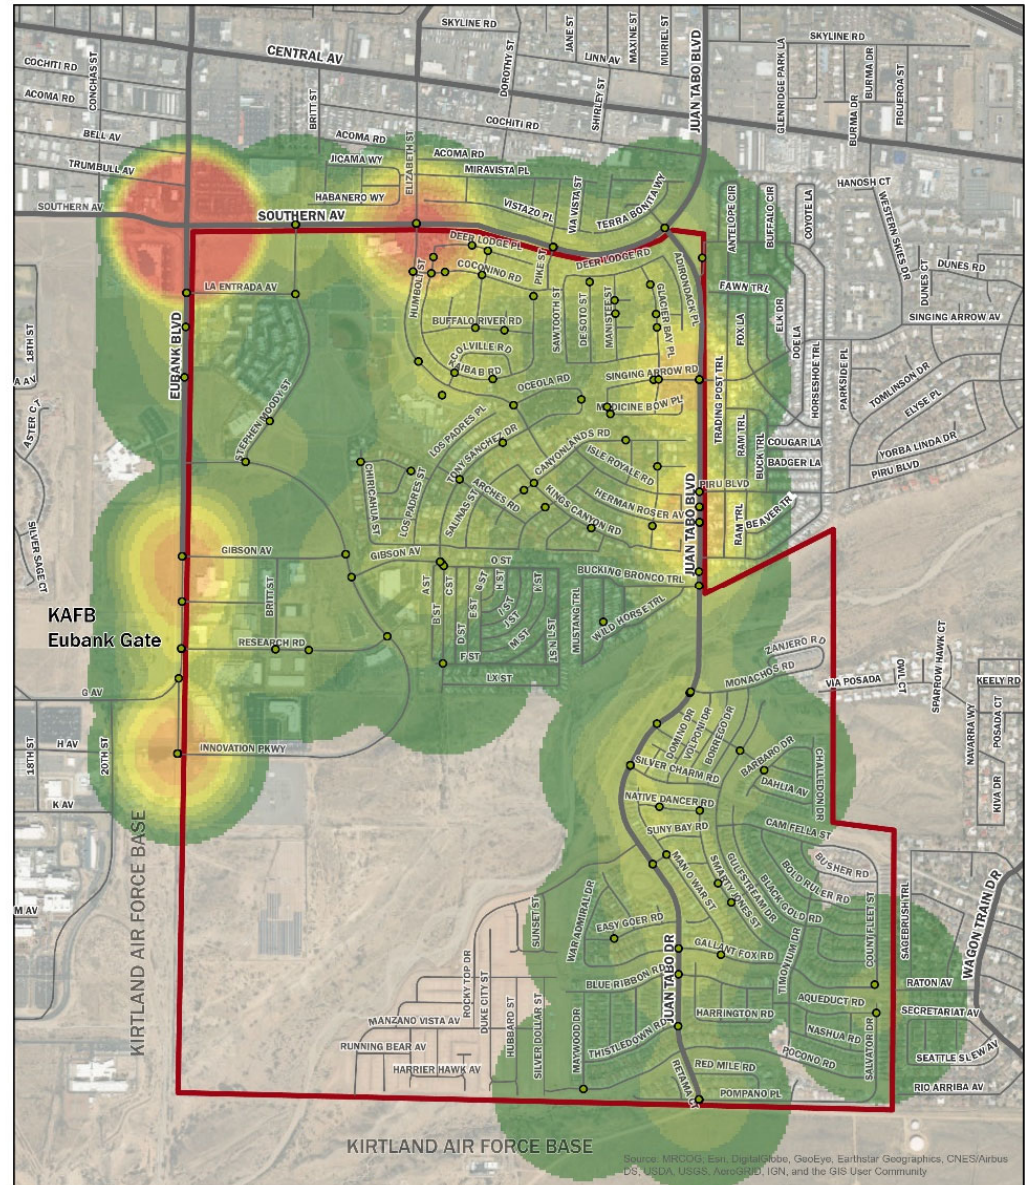 SKYLINE RD
JANE ST
MAXINE ST
MURIEL ST
LINN AV
SKYLINE RD
CENTRAL AV
COCHITI RD
CONCHAS ST
ACOMA RD
DOROTHY ST
SHIRLEY ST
JUAN TABO BLVD
GLENRIDGE PARK LA
BURMA DR
BURMA DR
FIGUEROA ST
BRITT ST
COCHITI RD
BELL AV
ACOMA RD
ELIZABETH ST
ACOMA RD
TRUMBULL AV
JICAMA WY
MIRAVISTA PL
HANOSH CT
HABANERO WY
VISTAZO PL
VIA VISTA ST
TERRA BONITA WY
ANTELOPE CIR
BUFFALO CIR
COYOTE LA
WESTERN SKIES DR
SOUTHERN AV
SOUTHERN AV
DEER LODGE PL
DEER LODGE RD
ADIRONDACK PL
DUNES CT
DUNES RD
HUMBOLT ST
COCONINO RD
PIKE ST
FAWN TRL
LA ENTRADA AV
SAWTOOTH ST
DE SOTO ST
MANISTEE ST
GLACIER BAY PL
FOX LA
ELK DR
DOE LA
SINGING ARROW AV
BUFFALO RIVER RD
COLVILLE RD
KAIBAB RD
18TH ST
A AV
EUBANK BLVD
OCEOLA RD
SINGING ARROW RD
TRADING POST TRL
HORSESHOE TRL
PARKSIDE PL
TOMLINSON DR
ELYSE PL
MEDICINE BOW PL
ASTER CT
STEPHEN MOODY ST
LOS PADRES PL
TONY SANCHEZ DR
CANYONLANDS RD
RAM TRL
BUCK TRL
COUGAR LA
BADGER LA
YORBA LINDA DR
PIRU BLVD
CHIRICAHUA ST
LOS PADRES ST
SALINAS ST
ARCHES RD
ISLE ROYALE RD
KINGS CANYON RD
HERMAN ROSER AV
JUAN TABO BLVD
PIRU BLVD
RAM TRL
BEAVER TR
SILVER SAGE CT
GIBSON AV
GIBSON AV
O ST
BUCKING BRONCO TRL
BRITT ST
A ST
B ST
C ST
D ST
E ST
G ST
H ST
I ST
J ST
K ST
M ST
N ST
L ST
F ST
LX ST
MUSTANG TRL
WILD HORSE TRL
KAFB
Eubank Gate
RESEARCH RD
ZANJERO RD
MONACHOS RD
VIA POSADA
OWL CT
SPARROW HAWK CT
KEELY RD
G AV
NAVARRA WY
POSADA CT
KIVA DR
18TH ST
H AV
20TH ST
INNOVATION PKWY
DOMINO DR
VOLPONI DR
BORREGO DR
BARBARO DR
DAHLIA AV
CHALLEDON DR
SILVER CHARM RD
K AV
NATIVE DANCER RD
SUNY BAY RD
CAM FELLA ST
BUSHER RD
BOLD RULER RD
BLACK GOLD RD
GULFSTREAM DR
SMARTY JONES ST
MAN O WAR ST
KIRTLAND AIR FORCE BASE
M AV
SUNSET ST
WAR ADMIRAL DR
EASY GOER RD
GALLANT FOX RD
TIMONIUM DR
COUNT FLEET ST
SAGEBRUSH TRL
WAGON TRAIN DR
ROCKY TOP DR
DUKE CITY ST
HUBBARD ST
SILVER DOLLAR ST
MAYWOOD DR
BLUE RIBBON RD
JUAN TABO DR
AQUEDUCT RD
RATON AV
SECRETARIAT AV
MANZANO VISTA AV
HARRINGTON RD
THISTLEDOWN RD
NASHUA RD
SALVATOR DR
SEATTLE SLEW AV
RUNNING BEAR AV
HARRIER HAWK AV
RETAMA CT
RED MILE RD
POCONO RD
POMPANO PL
RIO ARRIBA AV
KIRTLAND AIR FORCE BASE
Source: MRCOG, Esri, DigitalGlobe, GeoEye, Earthstar Geographics, CNES/Airbus
DS, USDA, USGS, AeroGRID, IGN, and the GIS User Community